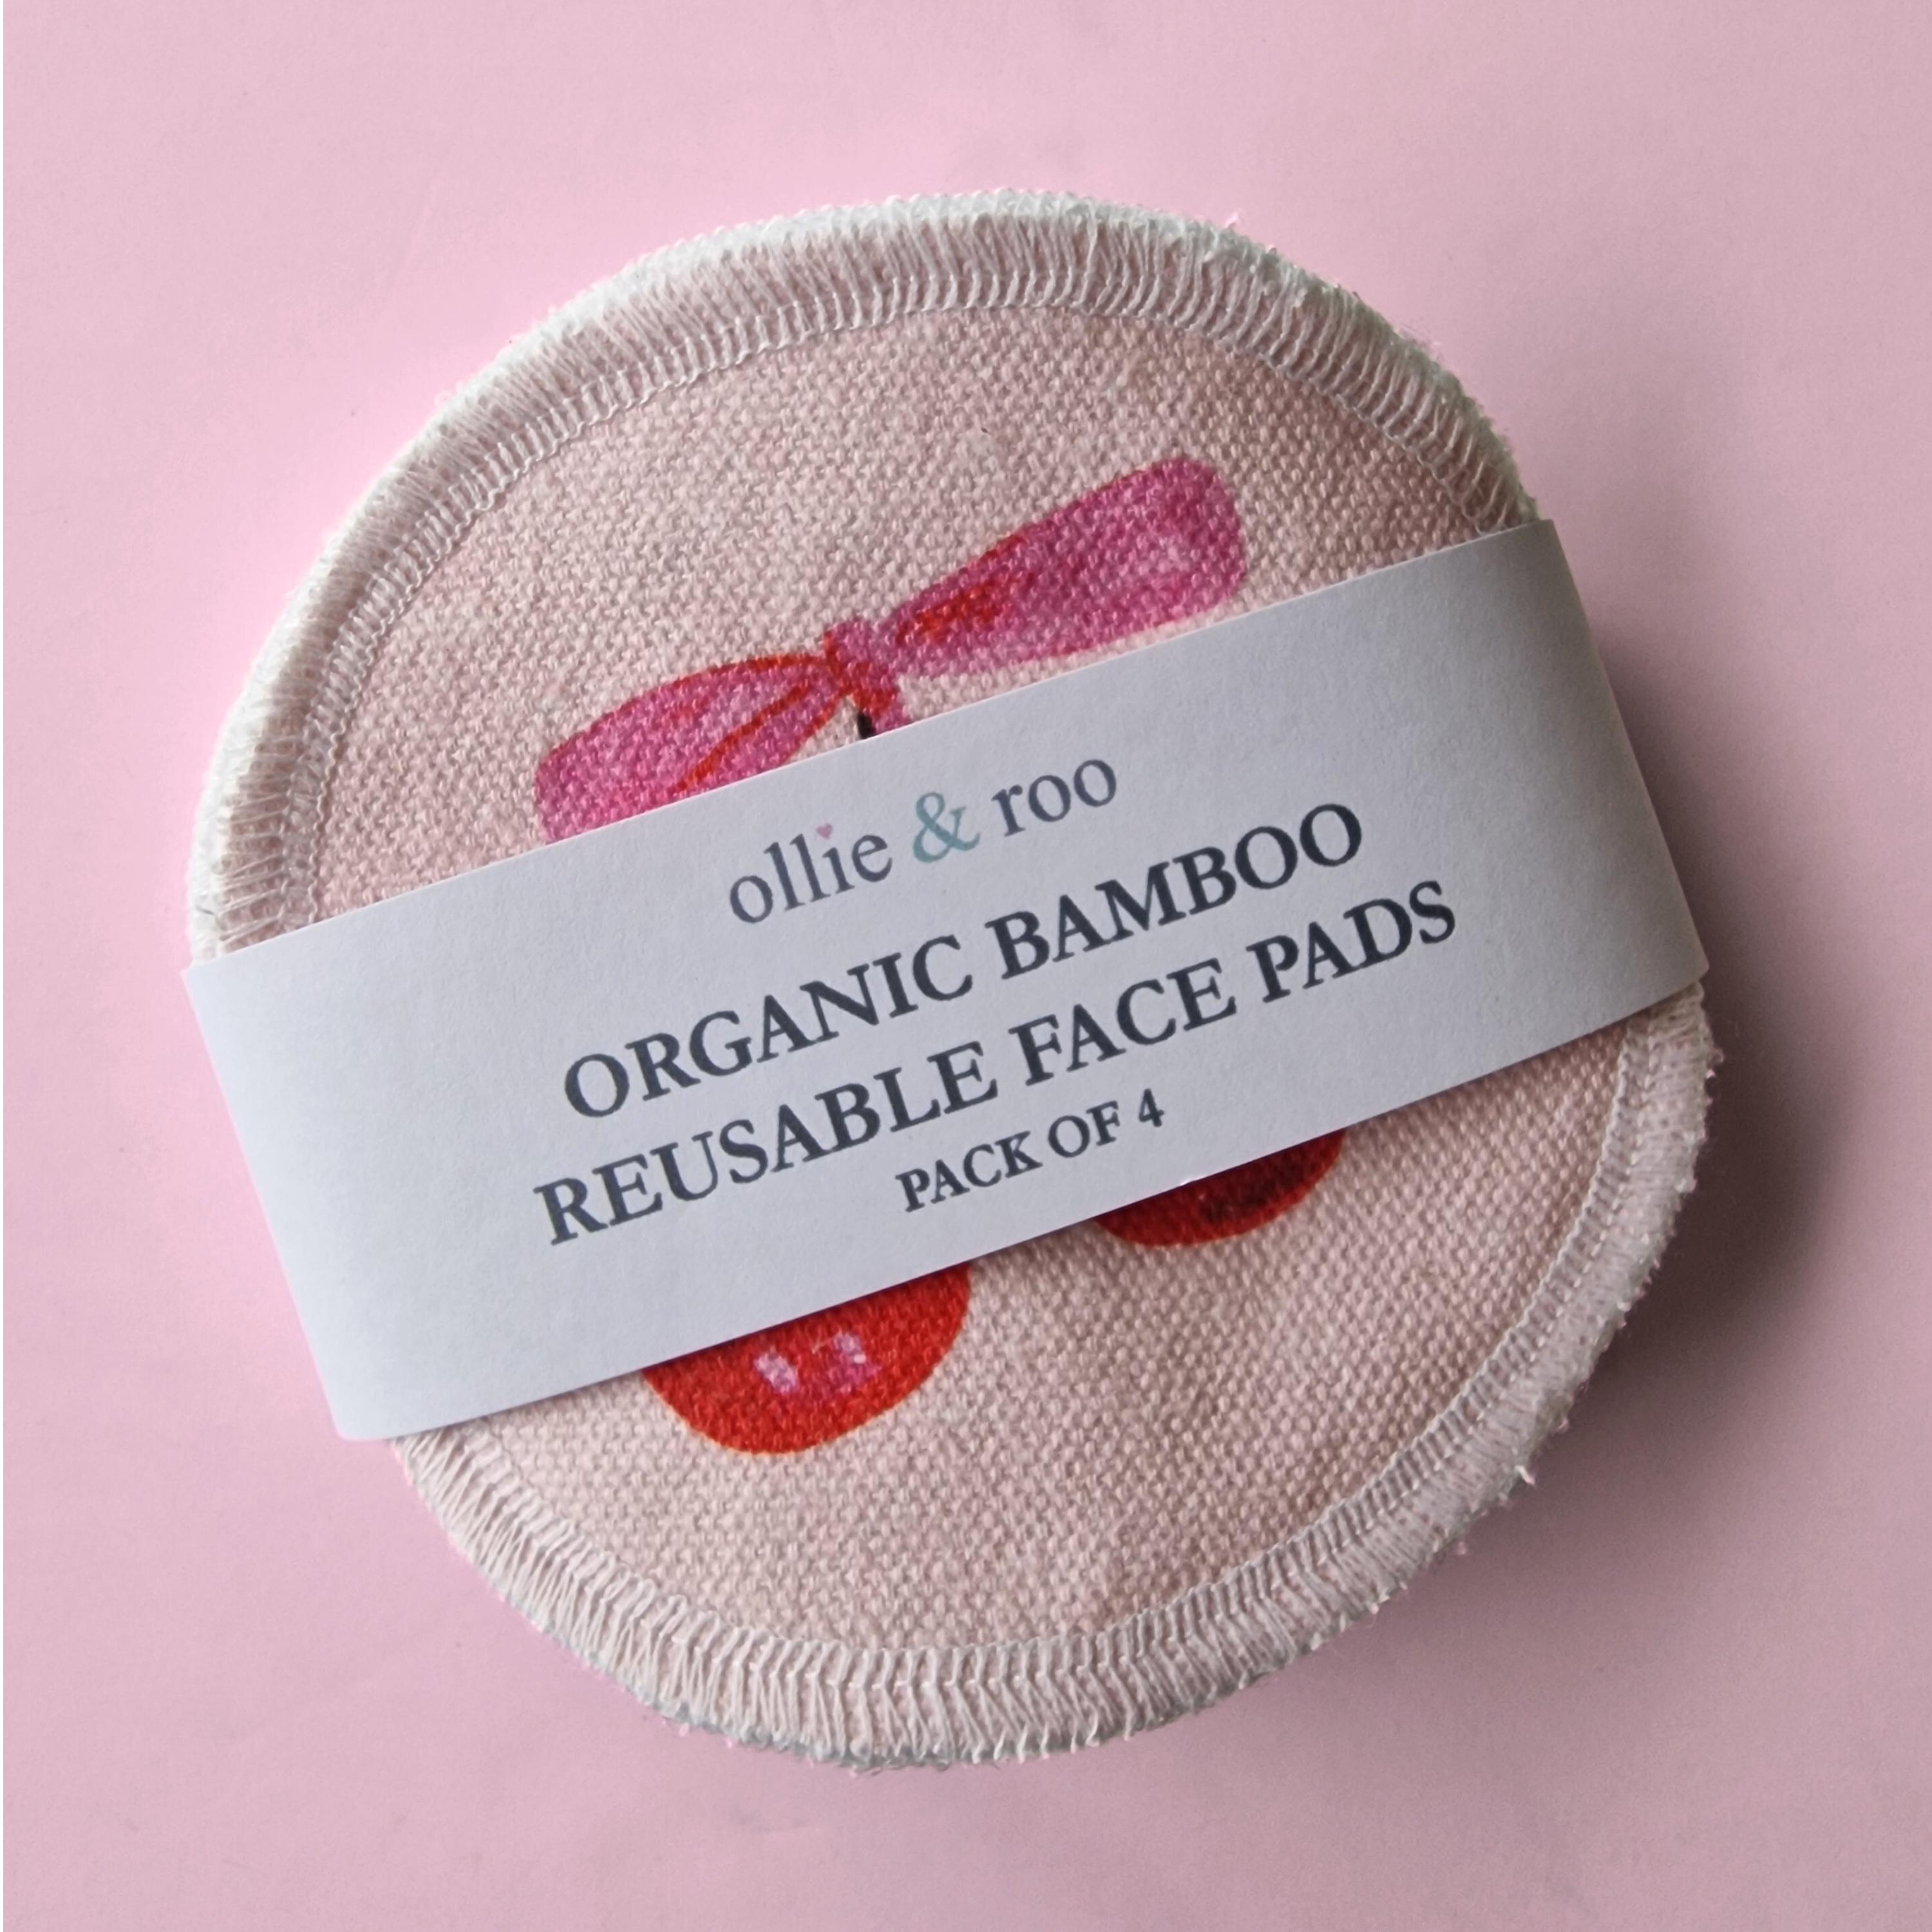 ollie & roo
ORGANIC BAMBOO
REUSABLE FACE PADS
PACK OF 4